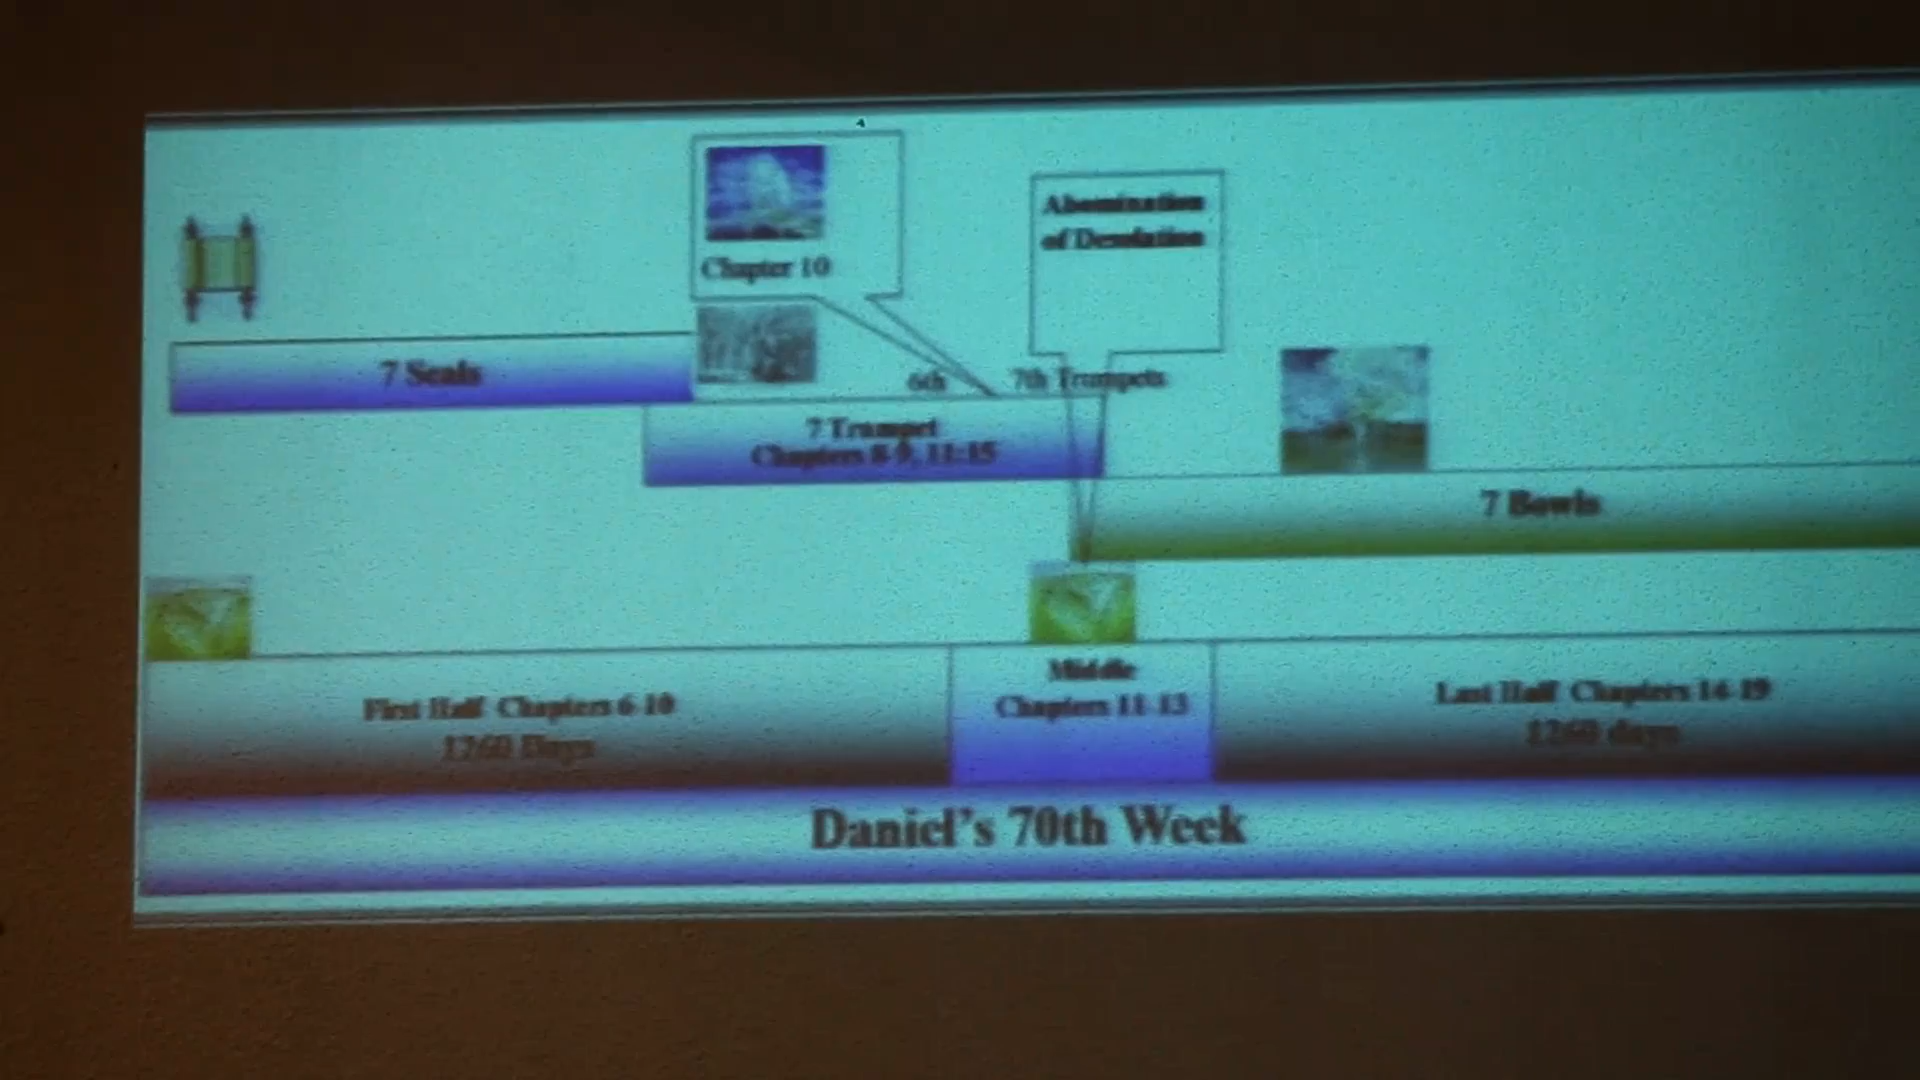 Chapter 10
Abomination
of Desolation
7 Seals
6th
7th Trumpets
7 Trumpet
Chapters 8-9, 11:15
7 Bowls
First Half Chapters 6-10
1260 Days
Middle
Chapters 11-13
Last Half Chapters 14-19
1260 days
Daniel's 70th Week